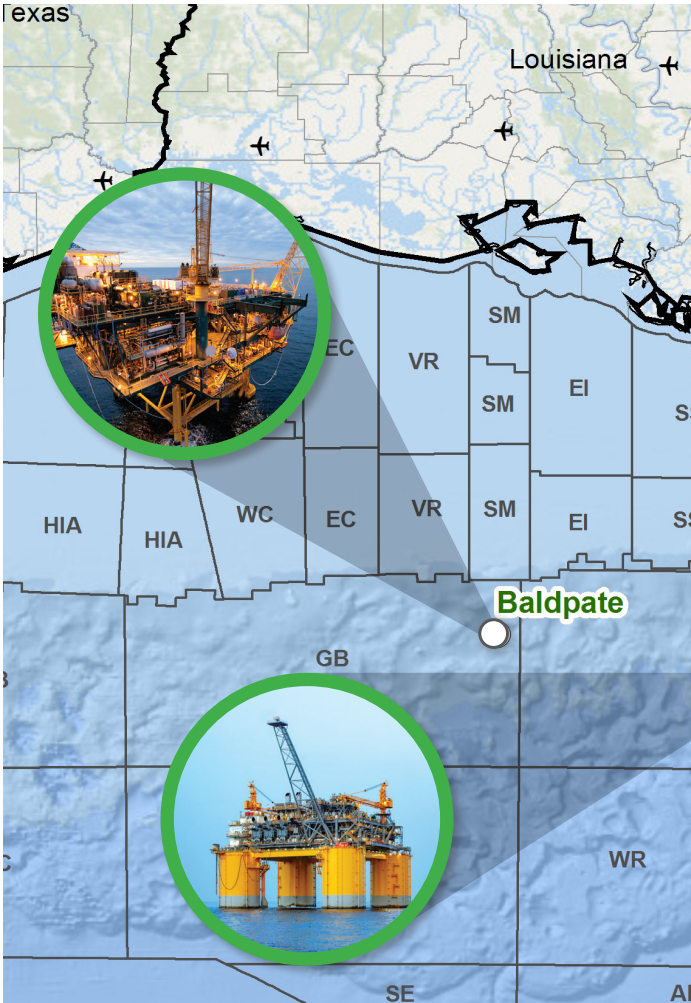 Texas
Louisiana
SM
EC
VR
SM
EI
HIA
HIA
WC
EC
VR
SM
EI
Baldpate
GB
WR
SE